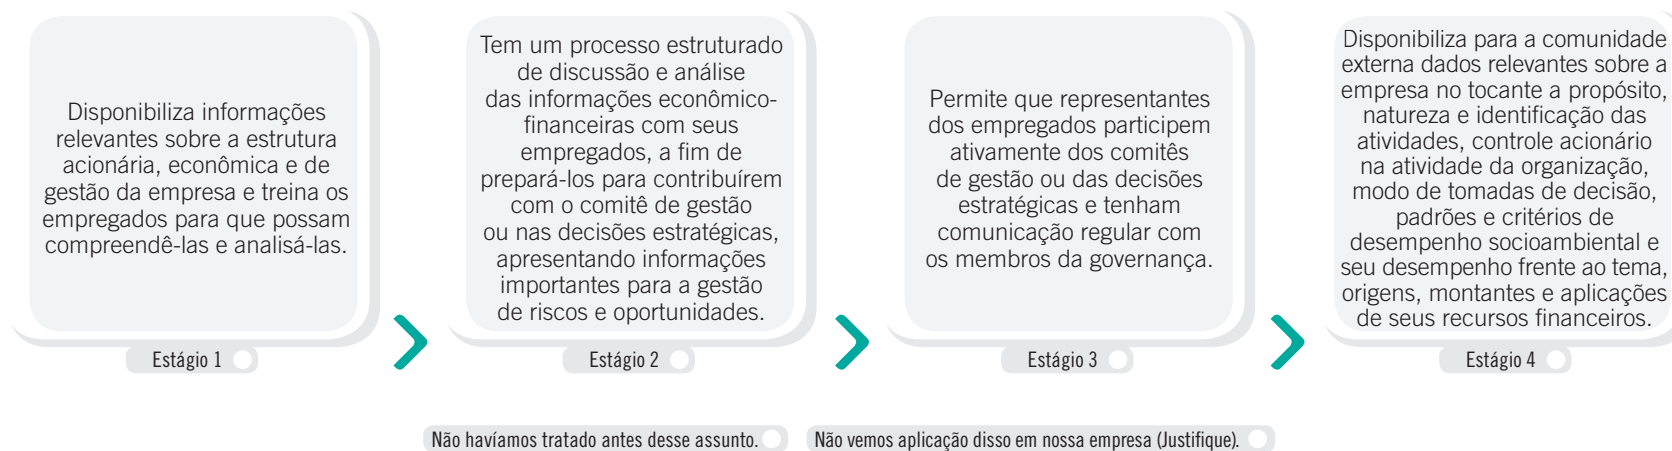 Disponibiliza informações
relevantes sobre a estrutura
acionária, econômica e de
gestão da empresa e treina os
empregados para que possam
compreendê-las e analisá-las.
Estágio 1
Tem um processo estruturado
de discussão e análise
das informações econômico-
financeiras com seus
empregados, a fim de
prepará-los para contribuírem
com o comitê de gestão
ou nas decisões estratégicas,
apresentando informações
importantes para a gestão
de riscos e oportunidades.
Estágio 2
Permite que representantes
dos empregados participem
ativamente dos comitês
de gestão ou das decisões
estratégicas e tenham
comunicação regular com
os membros da governança.
Estágio 3
Disponibiliza para a comunidade
externa dados relevantes sobre a
empresa no tocante a propósito,
natureza e identificação das
atividades, controle acionário
na atividade da organização,
modo de tomadas de decisão,
padrões e critérios de
desempenho socioambiental e
seu desempenho frente ao tema,
origens, montantes e aplicações
de seus recursos financeiros.
Estágio 4
Não havíamos tratado antes desse assunto.
Não vemos aplicação disso em nossa empresa (Justifique).